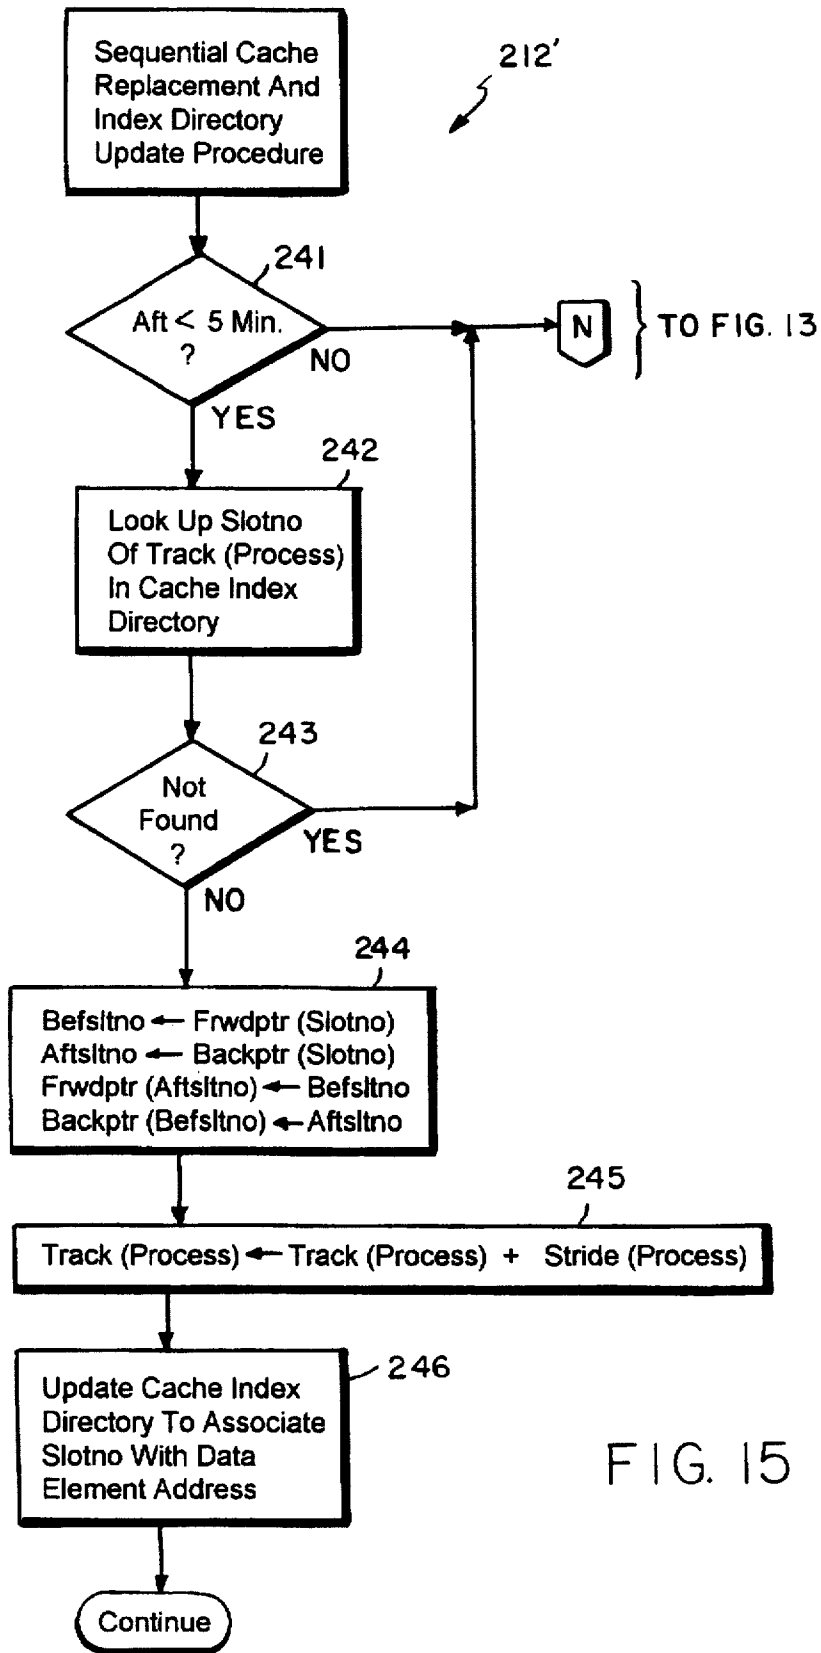 Sequential Cache
Replacement And
Index Directory
Update Procedure
212'
241
Aft < 5 Min.
?
NO
YES
N
} TO FIG. 13
242
Look Up Slotno
Of Track (Process)
In Cache Index
Directory
243
Not
Found
?
YES
NO
244
Befsltno ← Frwdptr (Slotno)
Aftsltno ← Backptr (Slotno)
Frwdptr (Aftsltno) ← Befsltno
Backptr (Befsltno) ← Aftsltno
245
Track (Process) ← Track (Process) + Stride (Process)
246
Update Cache Index
Directory To Associate
Slotno With Data
Element Address
FIG. 15
Continue